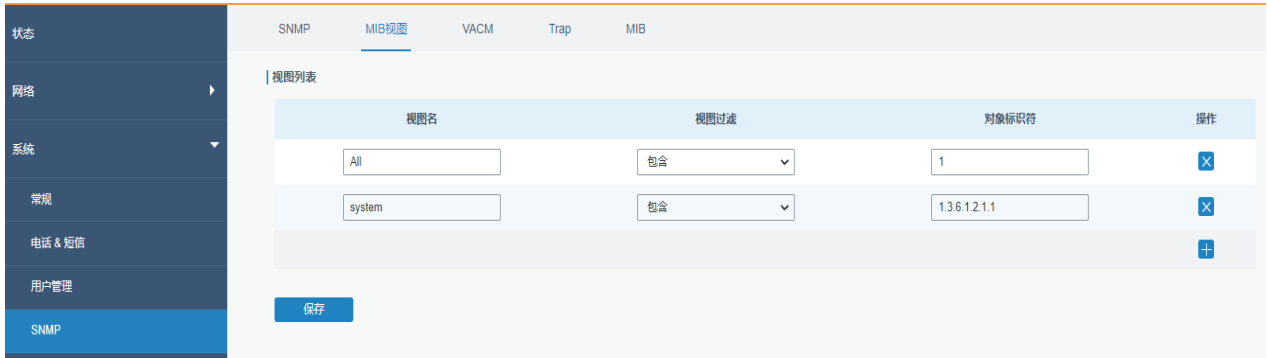 状态
网络
系统
常规
电话 & 短信
用户管理
SNMP
SNMP MIB视图 VACM Trap MIB
视图列表
视图名 视图过滤 对象标识符 操作
All 包含 1
system 包含 1.3.6.1.2.1.1
保存